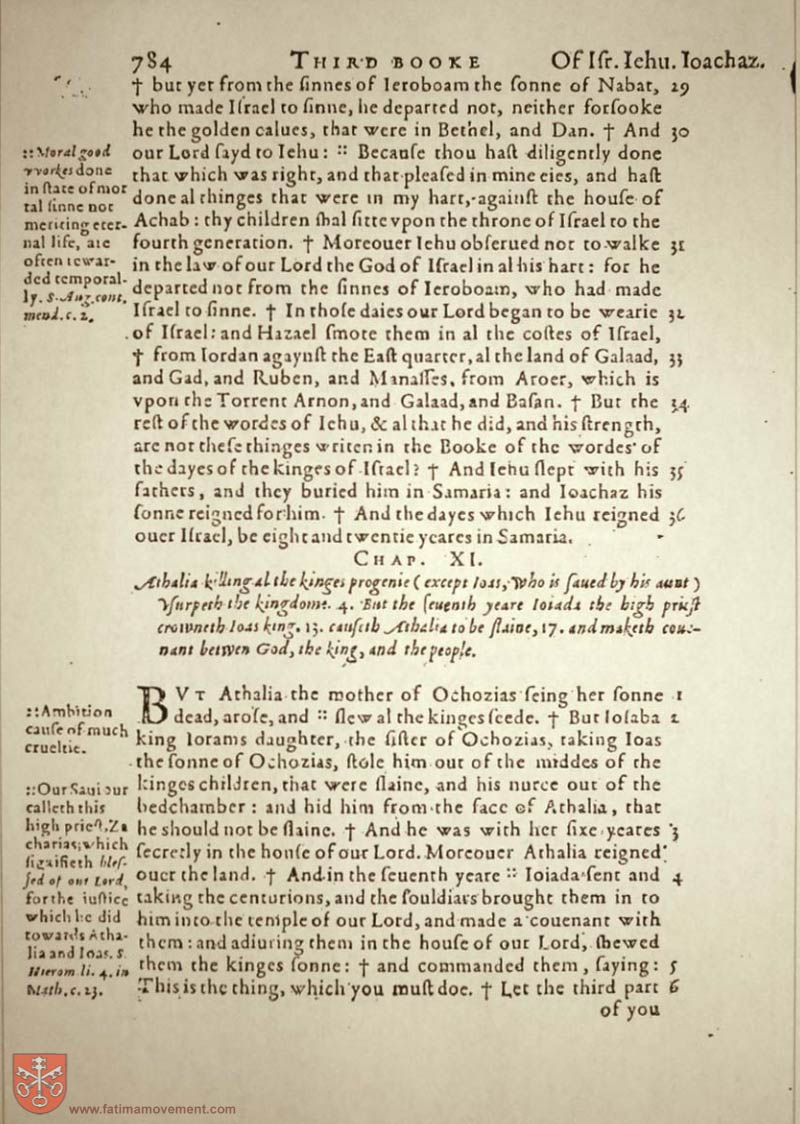 784 THIRD BOOKE Of Iſr. Iehu. Ioachaz.
† but yet from the ſinnes of Ieroboam the ſonne of Nabat, 29
who made Iſrael to ſinne, he departed not, neither forſooke
he the golden calues, that were in Bethel, and Dan. † And 30
our Lord ſayd to Iehu: :: Becauſe thou haſt diligently done
that which was right, and that pleaſed in mine eies, and haſt
done al thinges that were in my hart, againſt the houſe of
Achab: thy children ſhal ſitte vpon the throne of Iſrael to the
fourth generation. † Moreouer Iehu obſerued not to walke 31
in the law of our Lord the God of Iſrael in al his hart: for he
departed not from the ſinnes of Ieroboam, who had made
Iſrael to ſinne. † In thoſe daies our Lord began to be wearie 32
of Iſrael: and Hazael ſmote them in al the coſtes of Iſrael,
† from Iordan agaynſt the Eaſt quarter, al the land of Galaad, 33
and Gad, and Ruben, and Manaſſes, from Aroer, which is
vpon the Torrent Arnon, and Galaad, and Baſan. † But the 34
reſt of the wordes of Iehu, & al that he did, and his ſtrength,
are not theſe thinges writen in the Booke of the wordes of
the dayes of the kinges of Iſrael? † And Iehu ſlept with his 35
fathers, and they buried him in Samaria: and Ioachaz his
ſonne reigned for him. † And the dayes which Iehu reigned 36
ouer Iſrael, be eight and twentie yeares in Samaria.
::Moral good
workes done
in ſtate of mor
tal ſinne not
meriting eter-
nal life, are
often rewar-
ded temporal-
ly. S. Aug. cont.
mend. c. 2.
CHAP. XI.
Athalia killing al the kinges progenie (except Ioas, who is ſaued by his aunt)
vſurpeth the kingdome. 4. But the ſeuenth yeare Ioiada the high prieſt
crowneth Ioas king. 13. cauſeth Athalia to be ſlaine, 17. and maketh coue-
nant betwen God, the king, and the people.
BVT Athalia the mother of Ochozias ſeing her ſonne 1
dead, aroſe, and :: ſlew al the kinges ſeede. † But Ioſaba 2
king Iorams daughter, the ſiſter of Ochozias, taking Ioas
the ſonne of Ochozias, ſtole him out of the middes of the
kinges children, that were ſlaine, and his nurce out of the
bedchamber: and hid him from the face of Athalia, that
he ſhould not be ſlaine. † And he was with her ſixe yeares 3
ſecretly in the houſe of our Lord. Moreouer Athalia reigned
ouer the land. † And in the ſeuenth yeare :: Ioiada ſent and 4
taking the centurions, and the ſouldiars brought them in to
him into the temple of our Lord, and made a couenant with
them: and adiuring them in the houſe of our Lord, ſhewed
them the kinges ſonne: † and commanded them, ſaying: 5
This is the thing, which you muſt doe. † Let the third part 6
of you
::Ambition
cauſe of much
crueltie.
::Our Sauiour
calleth this
high prieſt, Za
charias, which
ſignifieth bleſ-
ſed of our Lord,
for the iuſtice
which he did
towards Atha-
lia and Ioas. S.
Hierom li. 4. in
Math. c. 23.
www.fatimamovement.com